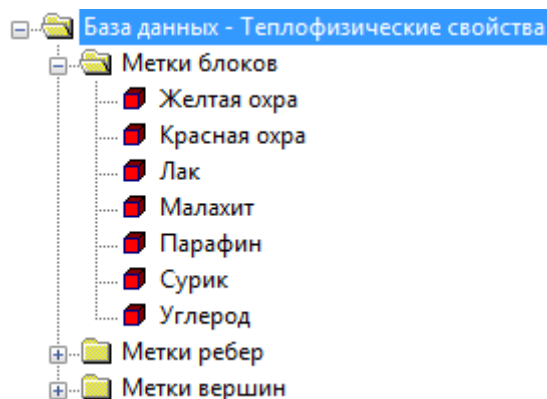 База данных - Теплофизические свойства
Метки блоков
Желтая охра
Красная охра
Лак
Малахит
Парафин
Сурик
Углерод
Метки ребер
Метки вершин